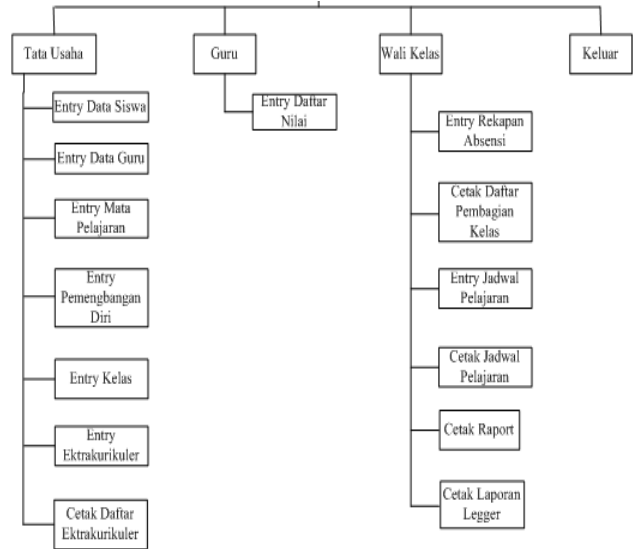 Tata Usaha
Guru
Wali Kelas
Keluar
Entry Data Siswa
Entry Data Guru
Entry Mata
Pelajaran
Entry
Pemengbangan
Diri
Entry Kelas
Entry
Ektrakurikuler
Cetak Daftar
Ektrakurikuler
Entry Daftar
Nilai
Entry Rekapan
Absensi
Cetak Daftar
Pembagian
Kelas
Entry Jadwal
Pelajaran
Cetak Jadwal
Pelajaran
Cetak Raport
Cetak Laporan
Legger